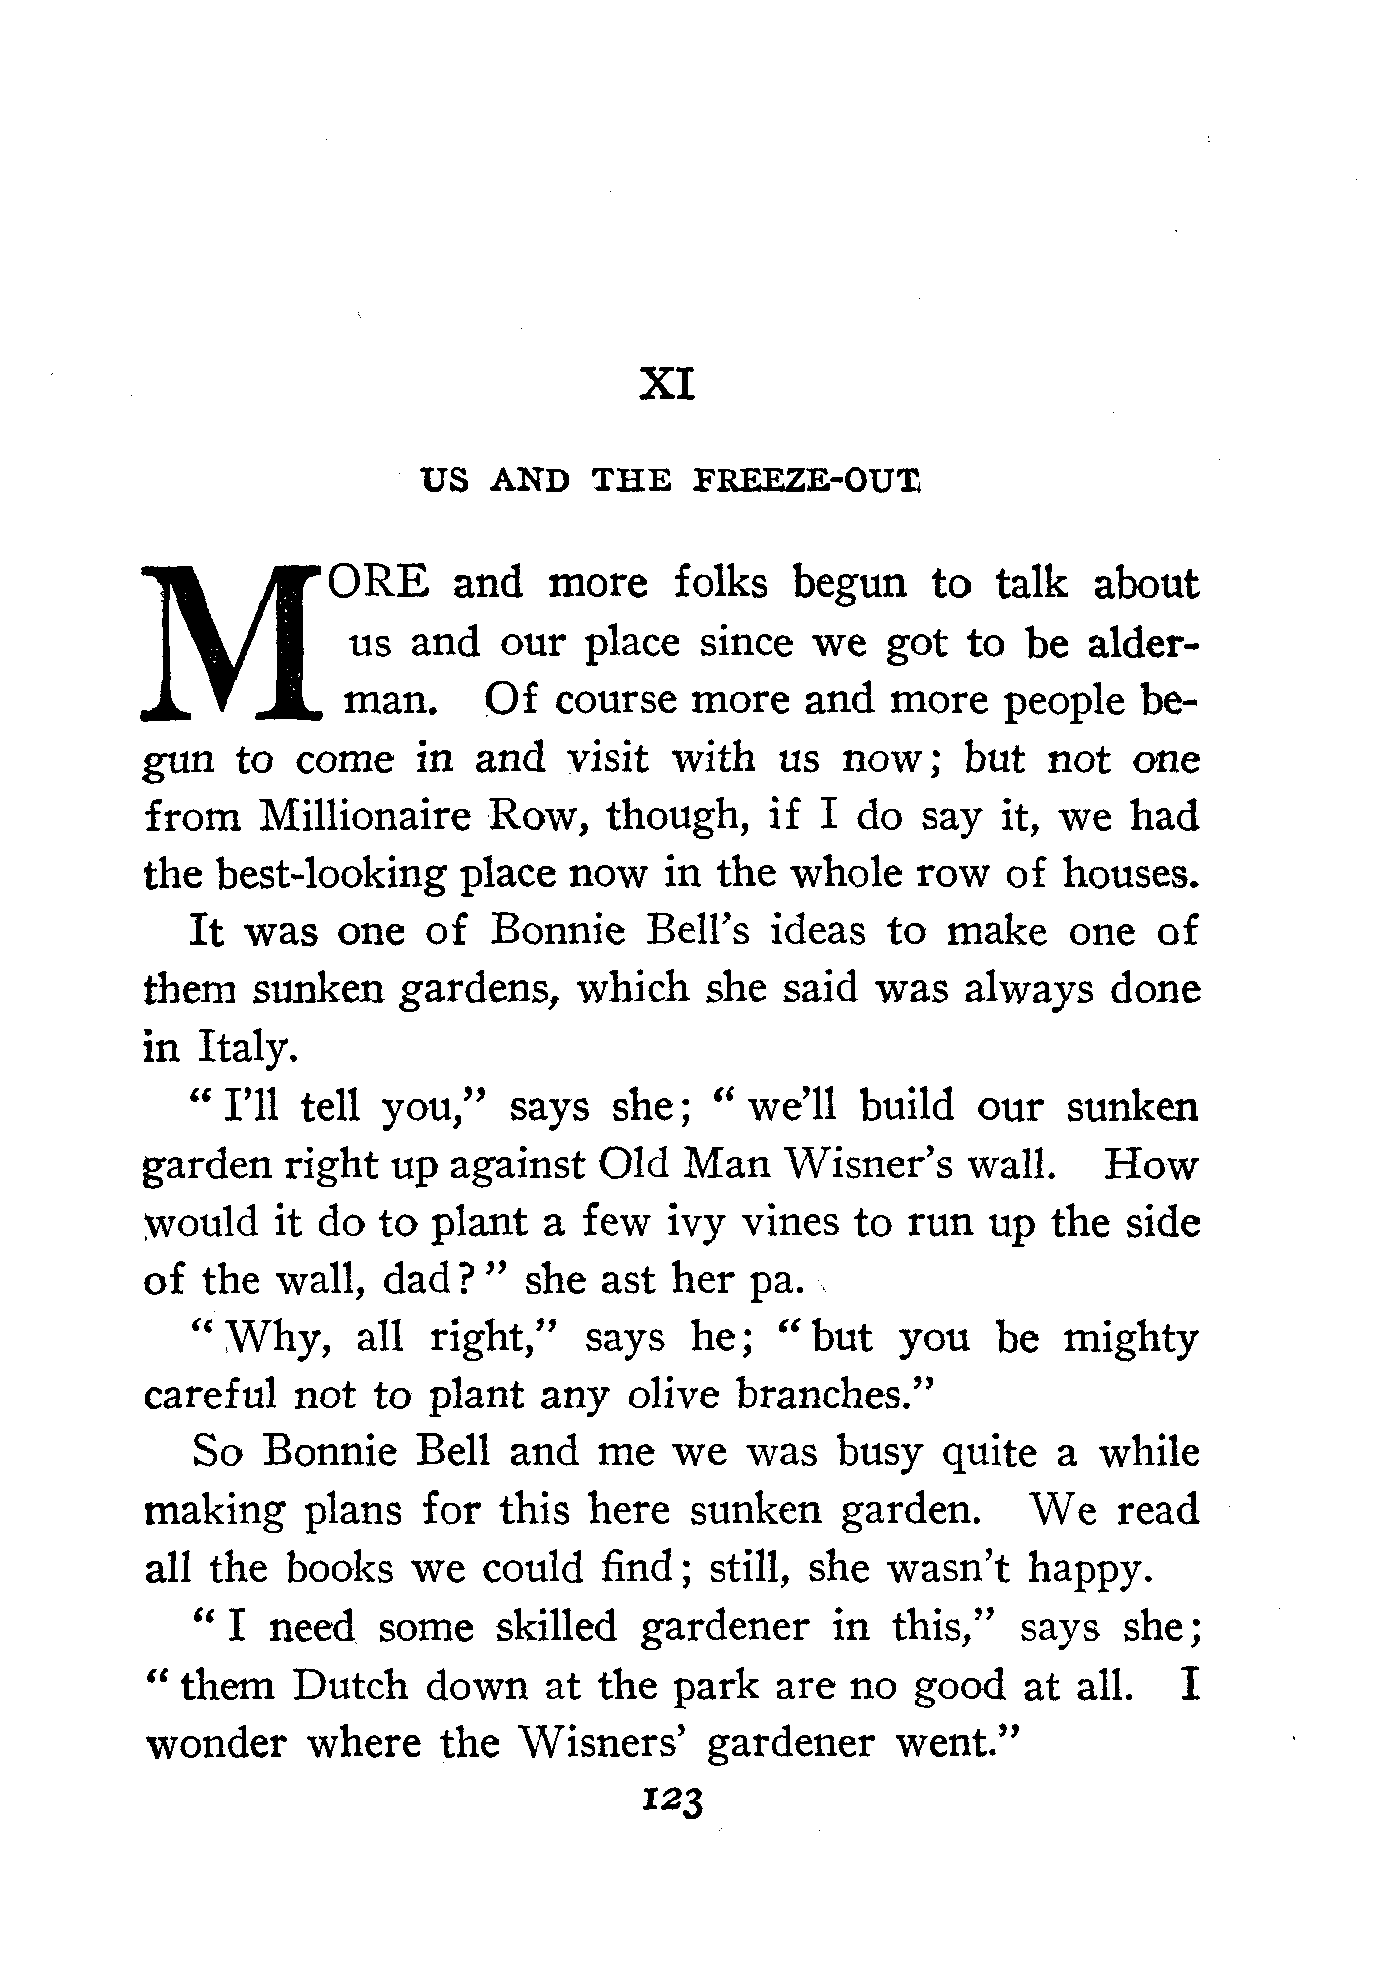 XI
US AND THE FREEZE-OUT
MORE and more folks begun to talk about
us and our place since we got to be alder-
man. Of course more and more people be-
gun to come in and visit with us now; but not one
from Millionaire Row, though, if I do say it, we had
the best-looking place now in the whole row of houses.
It was one of Bonnie Bell's ideas to make one of
them sunken gardens, which she said was always done
in Italy.
"I'll tell you," says she; "we'll build our sunken
garden right up against Old Man Wisner's wall. How
would it do to plant a few ivy vines to run up the side
of the wall, dad?" she ast her pa.
"Why, all right," says he; "but you be mighty
careful not to plant any olive branches."
So Bonnie Bell and me we was busy quite a while
making plans for this here sunken garden. We read
all the books we could find; still, she wasn't happy.
"I need some skilled gardener in this," says she;
"them Dutch down at the park are no good at all. I
wonder where the Wisners' gardener went."
123